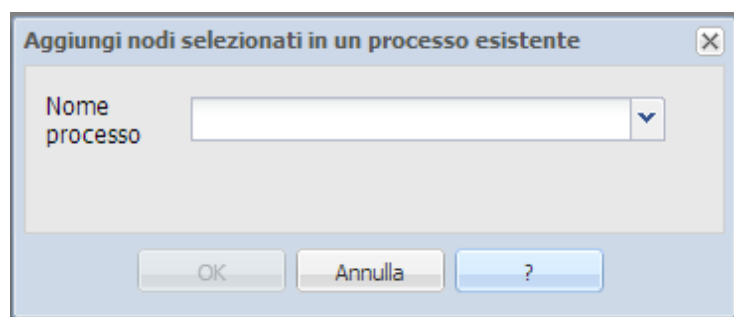 Aggiungi nodi selezionati in un processo esistente
Nome
processo
OK Annulla ?